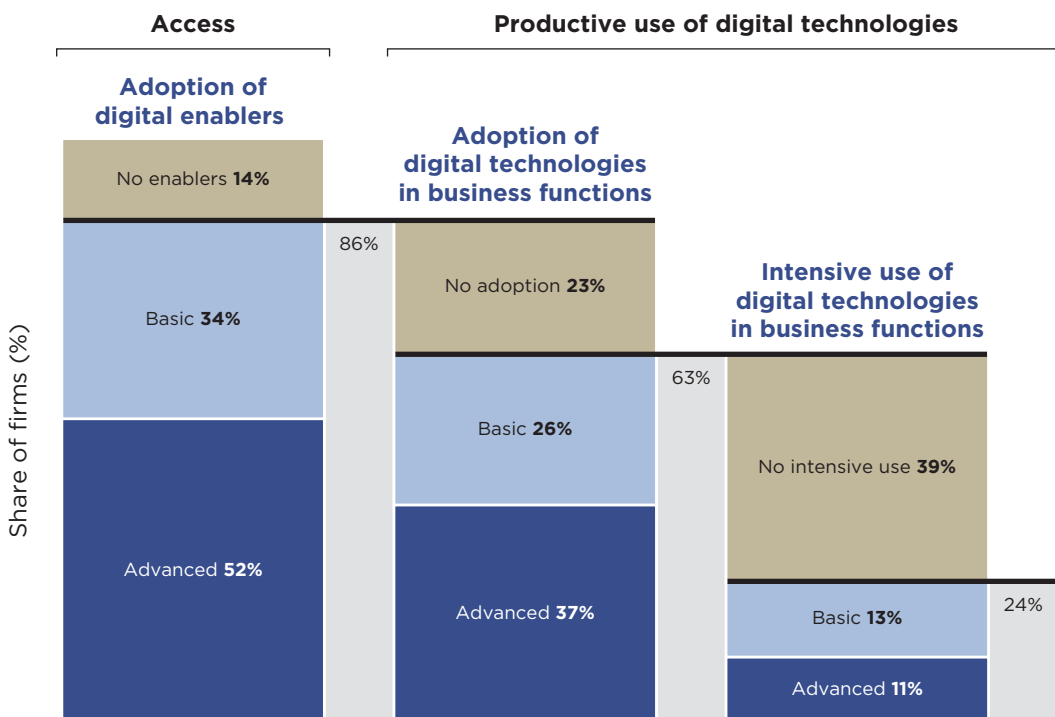 Access
Productive use of digital technologies
Adoption of
digital enablers
Adoption of
digital technologies
in business functions
Intensive use of
digital technologies
in business functions
Share of firms (%)
No enablers 14%
Basic 34%
Advanced 52%
86%
No adoption 23%
Basic 26%
Advanced 37%
63%
No intensive use 39%
Basic 13%
Advanced 11%
24%